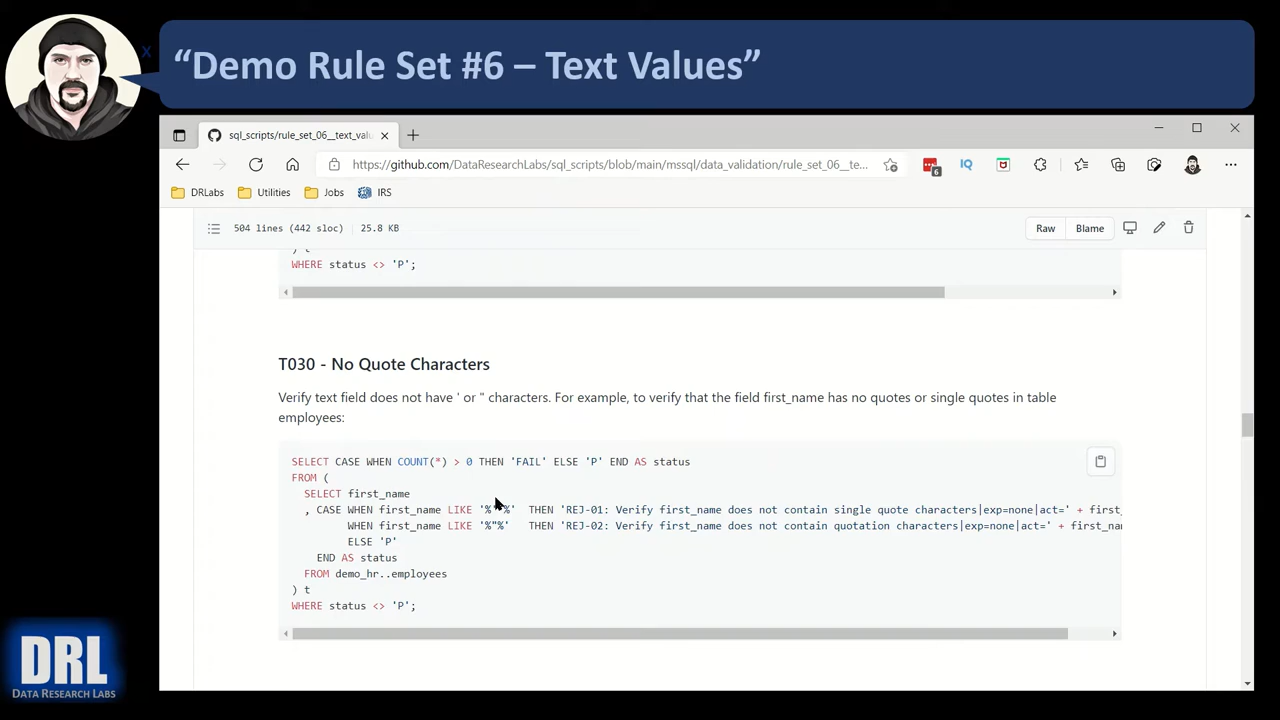 “Demo Rule Set #6 – Text Values”
sql_scripts/rule_set_06__text_valu
https://github.com/DataResearchLabs/sql_scripts/blob/main/mssql/data_validation/rule_set_06__te...
6
IQ
DRLabs
Utilities
Jobs
IRS
504 lines (442 sloc)
25.8 KB
Raw
Blame
) t
WHERE status <> 'P';
T030 - No Quote Characters
Verify text field does not have ' or " characters. For example, to verify that the field first_name has no quotes or single quotes in table
employees:
SELECT CASE WHEN COUNT(*) > 0 THEN 'FAIL' ELSE 'P' END AS status
FROM (
SELECT first_name
, CASE WHEN first_name LIKE THEN 'REJ-01: Verify first_name does not contain single quote characters|exp=none|act=' + first_
WHEN first_name LIKE '%"%' THEN 'REJ-02: Verify first_name does not contain quotation characters|exp=none|act=' + first_na
ELSE 'P'
END AS status
FROM demo_hr..employees
) t
WHERE status <> 'P';
DRL
DATA RESEARCH LABS